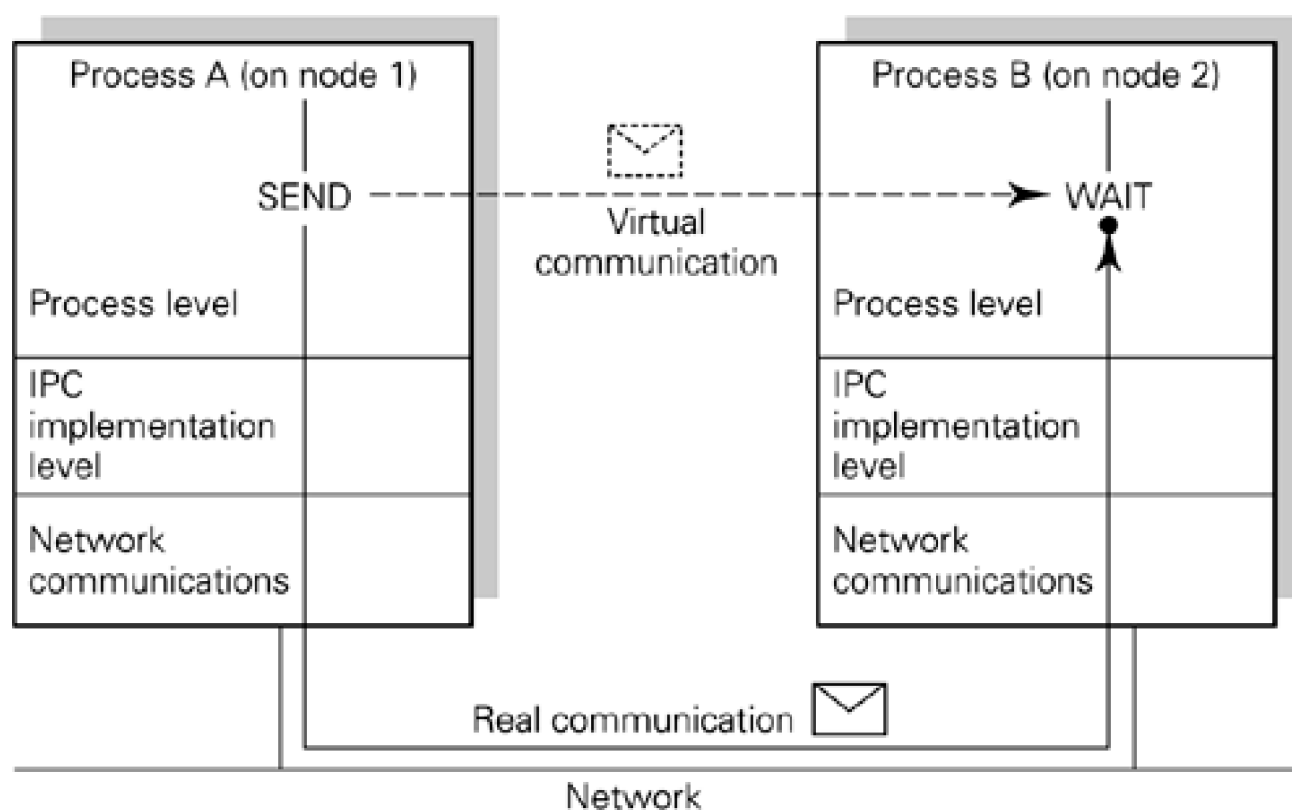 Process A (on node 1)
SEND
Process level
IPC
implementation
level
Network
communications
Virtual
communication
Process B (on node 2)
WAIT
Process level
IPC
implementation
level
Network
communications
Real communication
Network